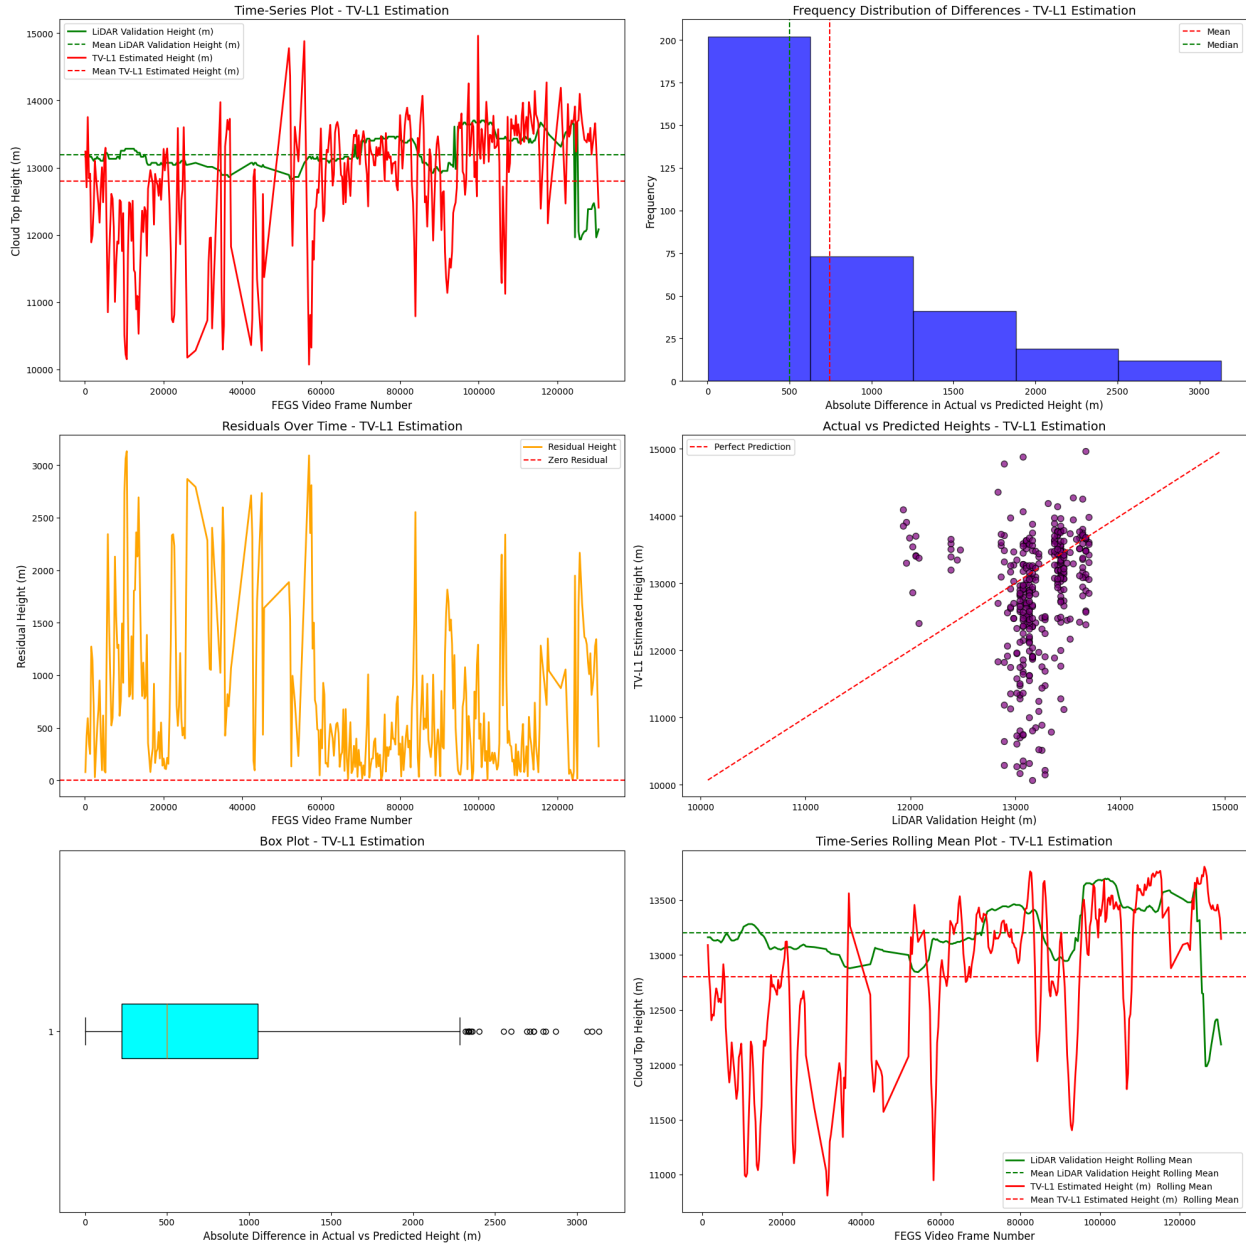 Time-Series Plot - TV-L1 Estimation
LiDAR Validation Height (m)
Mean LiDAR Validation Height (m)
TV-L1 Estimated Height (m)
Mean TV-L1 Estimated Height (m)
Cloud Top Height (m)
15000
14000
13000
12000
11000
10000
0 20000 40000 60000 80000 100000 120000
FEGS Video Frame Number
Frequency Distribution of Differences - TV-L1 Estimation
Mean
Median
Frequency
200
175
150
125
100
75
50
25
0
0 500 1000 1500 2000 2500 3000
Absolute Difference in Actual vs Predicted Height (m)
Residuals Over Time - TV-L1 Estimation
Residual Height
Zero Residual
Residual Height (m)
3000
2500
2000
1500
1000
500
0
0 20000 40000 60000 80000 100000 120000
FEGS Video Frame Number
Actual vs Predicted Heights - TV-L1 Estimation
Perfect Prediction
TV-L1 Estimated Height (m)
15000
14000
13000
12000
11000
10000
10000 11000 12000 13000 14000 15000
LiDAR Validation Height (m)
Box Plot - TV-L1 Estimation
1
0 500 1000 1500 2000 2500 3000
Absolute Difference in Actual vs Predicted Height (m)
Time-Series Rolling Mean Plot - TV-L1 Estimation
Cloud Top Height (m)
13500
13000
12500
12000
11500
11000
LiDAR Validation Height Rolling Mean
Mean LiDAR Validation Height Rolling Mean
TV-L1 Estimated Height (m)  Rolling Mean
Mean TV-L1 Estimated Height (m)  Rolling Mean
0 20000 40000 60000 80000 100000 120000
FEGS Video Frame Number